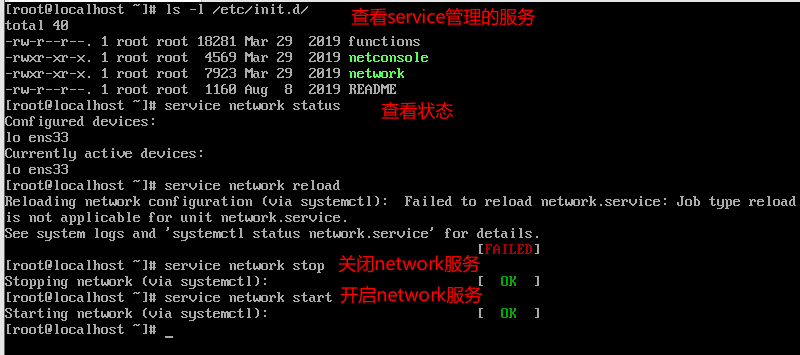 [root@localhost ~]# ls -l /etc/init.d/ 查看service管理的服务
total 40
-rw-r--r--. 1 root root 18281 Mar 29  2019 functions
-rwxr-xr-x. 1 root root  4569 Mar 29  2019 netconsole
-rwxr-xr-x. 1 root root  7923 Mar 29  2019 network
-rw-r--r--. 1 root root  1160 Aug  8  2019 README
[root@localhost ~]# service network status 查看状态
Configured devices:
lo ens33
Currently active devices:
lo ens33
[root@localhost ~]# service network reload
Reloading network configuration (via systemctl):  Failed to reload network.service: Job type reload
is not applicable for unit network.service.
See system logs and 'systemctl status network.service' for details.
[FAILED]
[root@localhost ~]# service network stop 关闭network服务
Stopping network (via systemctl): [  OK  ]
[root@localhost ~]# service network start 开启network服务
Starting network (via systemctl): [  OK  ]
[root@localhost ~]# _